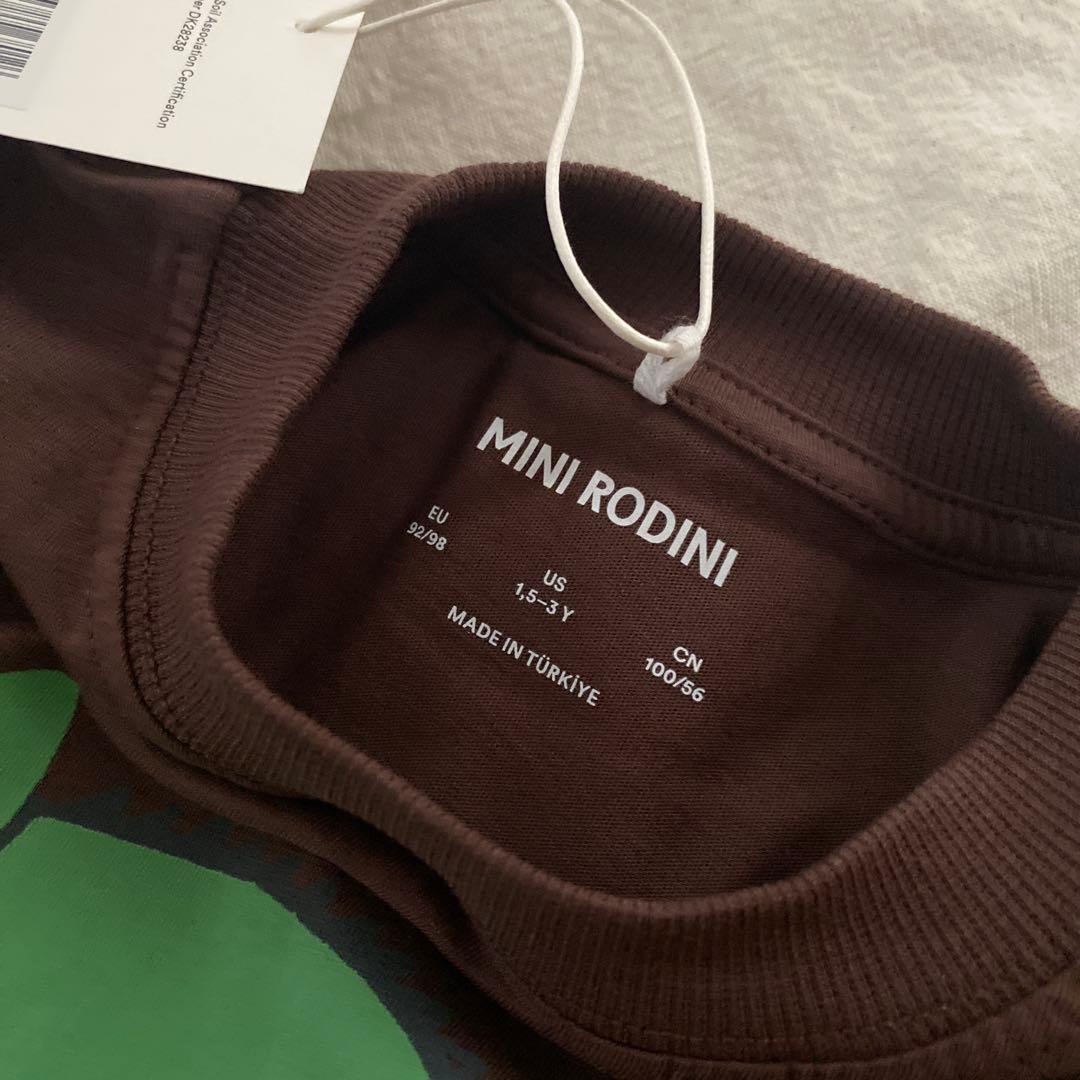 Soil Association Certification
DK28238
MINI RODINI
EU
92/98
US
1,5–3 Y
CN
100/56
MADE IN TÜRKİYE